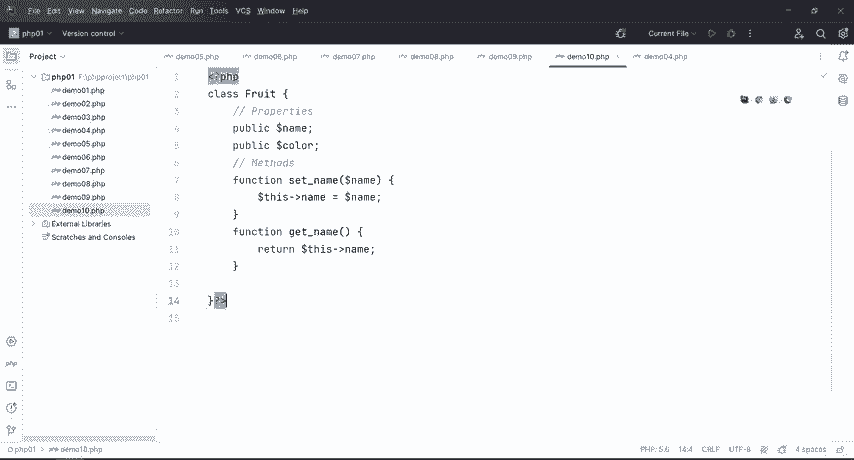 File Edit View Navigate Code Refactor Run Tools VCS Window Help
php01 Version control Current File
Project
demo05.php demo06.php demo07.php demo08.php demo09.php demo10.php demo04.php
php01 F:\phpproject\php01
demo01.php
demo02.php
demo03.php
demo04.php
demo05.php
demo06.php
demo07.php
demo08.php
demo09.php
demo10.php
External Libraries
Scratches and Consoles
1 <?php
2 class Fruit {
3 // Properties
4 public $name;
5 public $color;
6 // Methods
7 function set_name($name) {
8 $this->name = $name;
9 }
10 function get_name() {
11 return $this->name;
12 }
13
14 }?>
15
php
php01 > demo10.php PHP: 5.6 14:4 CRLF UTF-8 4 spaces